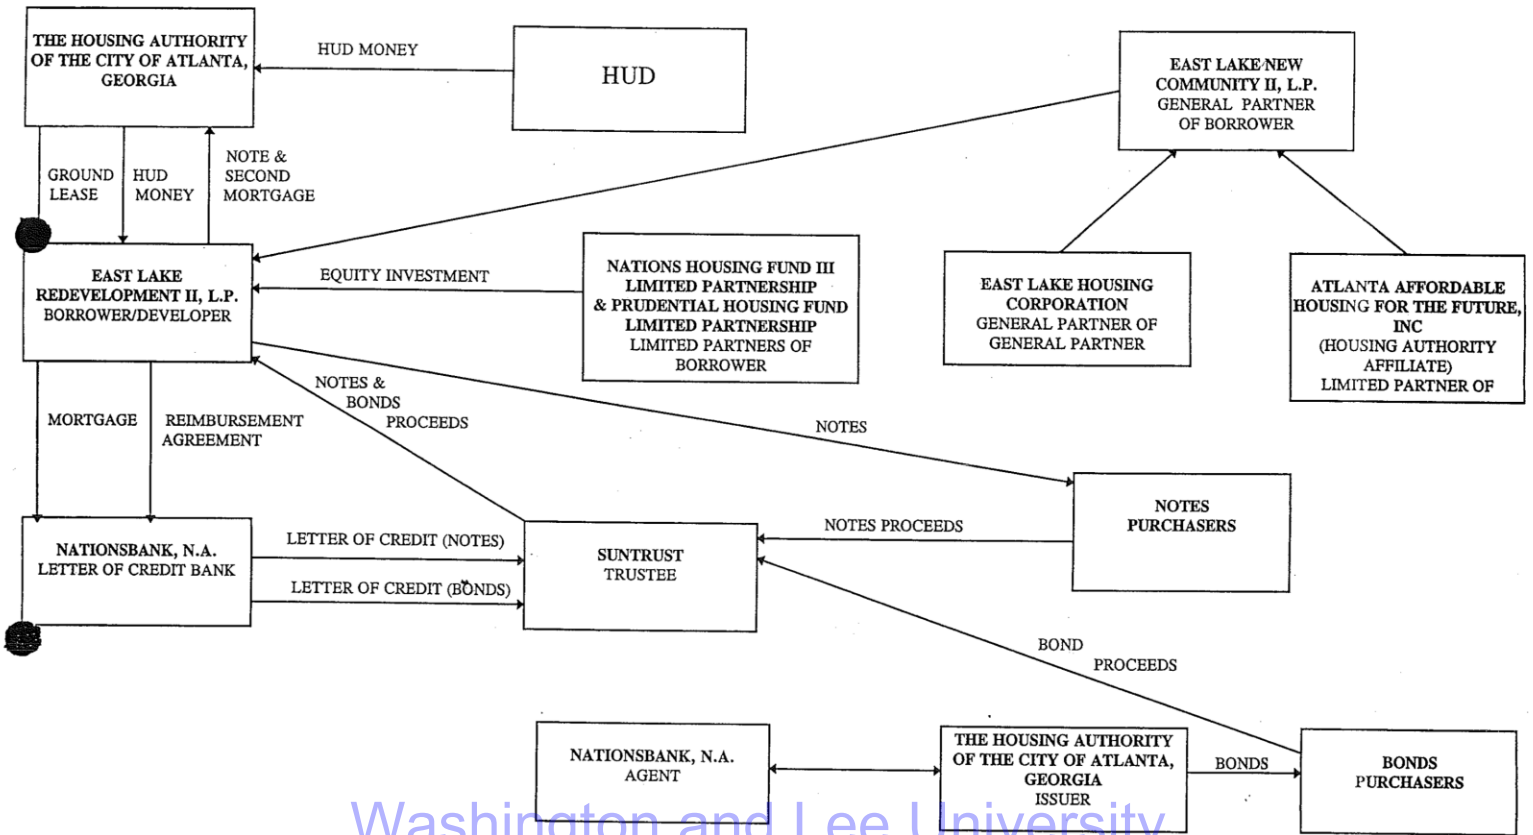 THE HOUSING AUTHORITY
OF THE CITY OF ATLANTA,
GEORGIA
HUD MONEY
HUD
EAST LAKE NEW
COMMUNITY II, L.P.
GENERAL PARTNER
OF BORROWER
GROUND
LEASE
HUD
MONEY
NOTE &
SECOND
MORTGAGE
EAST LAKE
REDEVELOPMENT II, L.P.
BORROWER/DEVELOPER
EQUITY INVESTMENT
NATIONS HOUSING FUND III
LIMITED PARTNERSHIP
& PRUDENTIAL HOUSING FUND
LIMITED PARTNERSHIP
LIMITED PARTNERS OF
BORROWER
EAST LAKE HOUSING
CORPORATION
GENERAL PARTNER OF
GENERAL PARTNER
ATLANTA AFFORDABLE
HOUSING FOR THE FUTURE,
INC
(HOUSING AUTHORITY
AFFILIATE)
LIMITED PARTNER OF
MORTGAGE
REIMBURSEMENT
AGREEMENT
NOTES &
BONDS
PROCEEDS
NOTES
NATIONSBANK, N.A.
LETTER OF CREDIT BANK
LETTER OF CREDIT (NOTES)
LETTER OF CREDIT (BONDS)
SUNTRUST
TRUSTEE
NOTES PROCEEDS
NOTES
PURCHASERS
BOND
PROCEEDS
NATIONSBANK, N.A.
AGENT
THE HOUSING AUTHORITY
OF THE CITY OF ATLANTA,
GEORGIA
ISSUER
BONDS
BONDS
PURCHASERS
Washington and Lee University